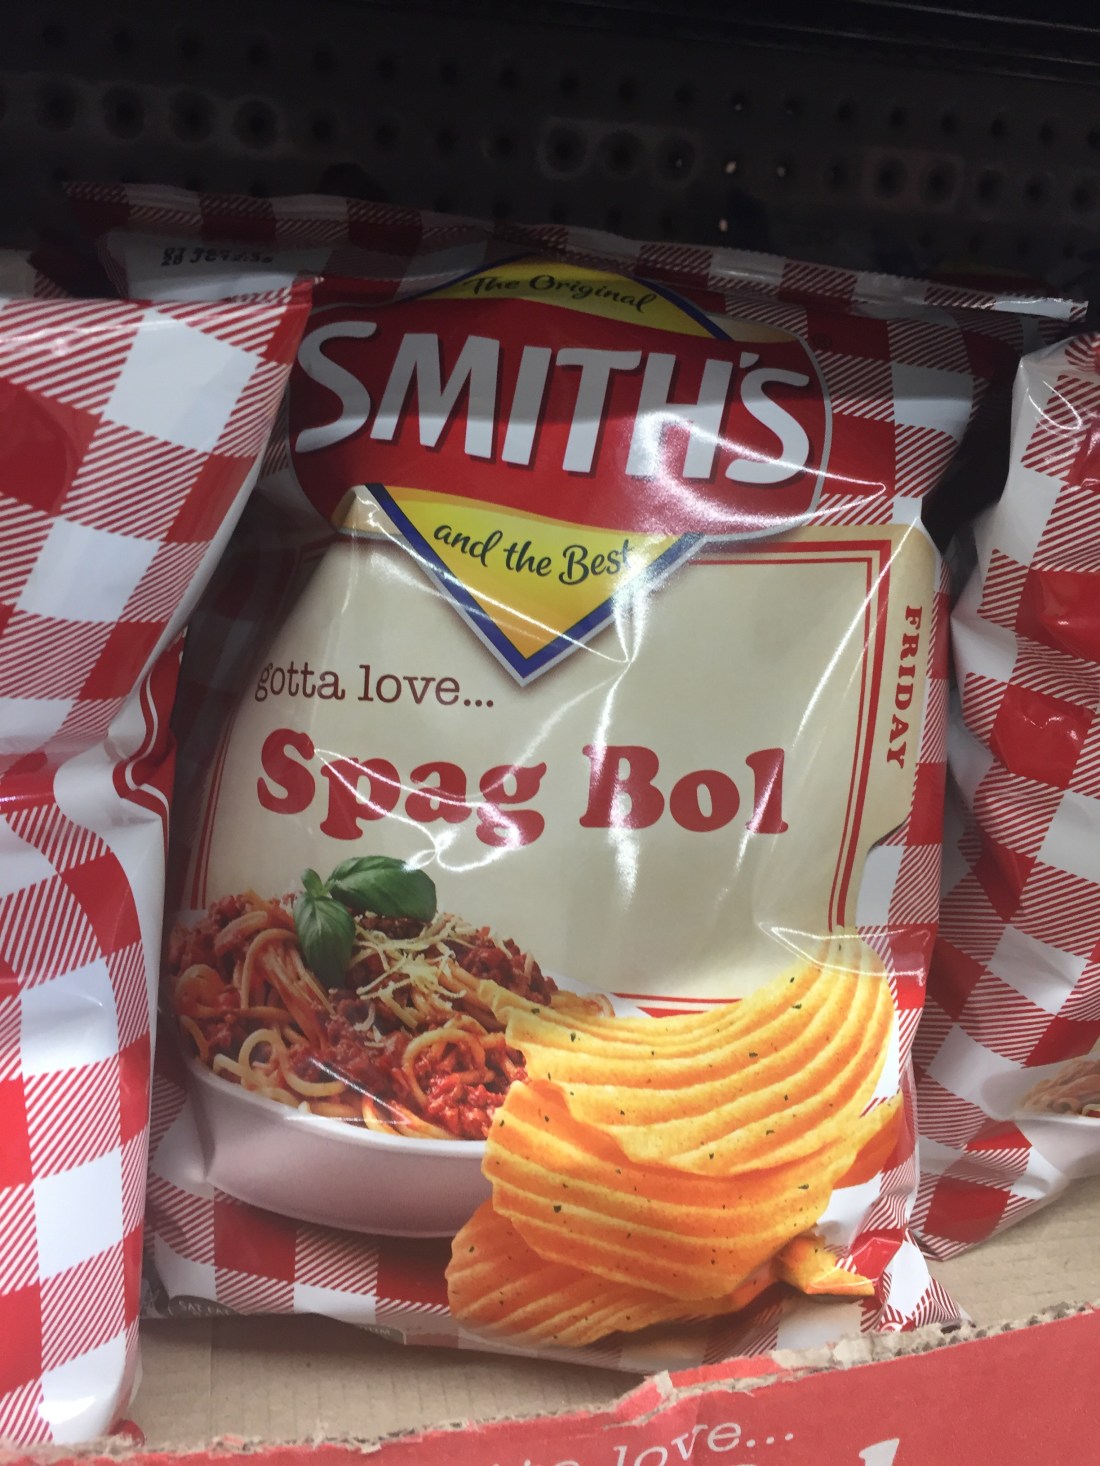 The Original
SMITH'S
and the Best
gotta love...
Spag Bol
FRIDAY
love...